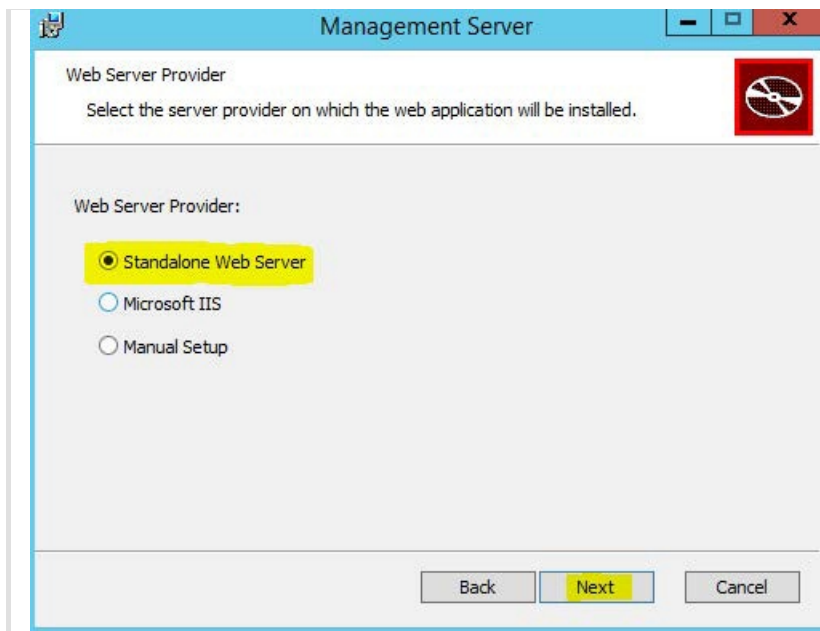 Management Server
Web Server Provider
Select the server provider on which the web application will be installed.
Web Server Provider:
Standalone Web Server
Microsoft IIS
Manual Setup
Back Next Cancel